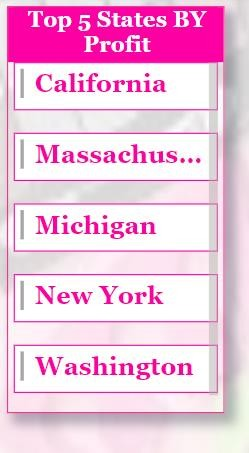 Top 5 States BY
Profit
California
Massachus...
Michigan
New York
Washington